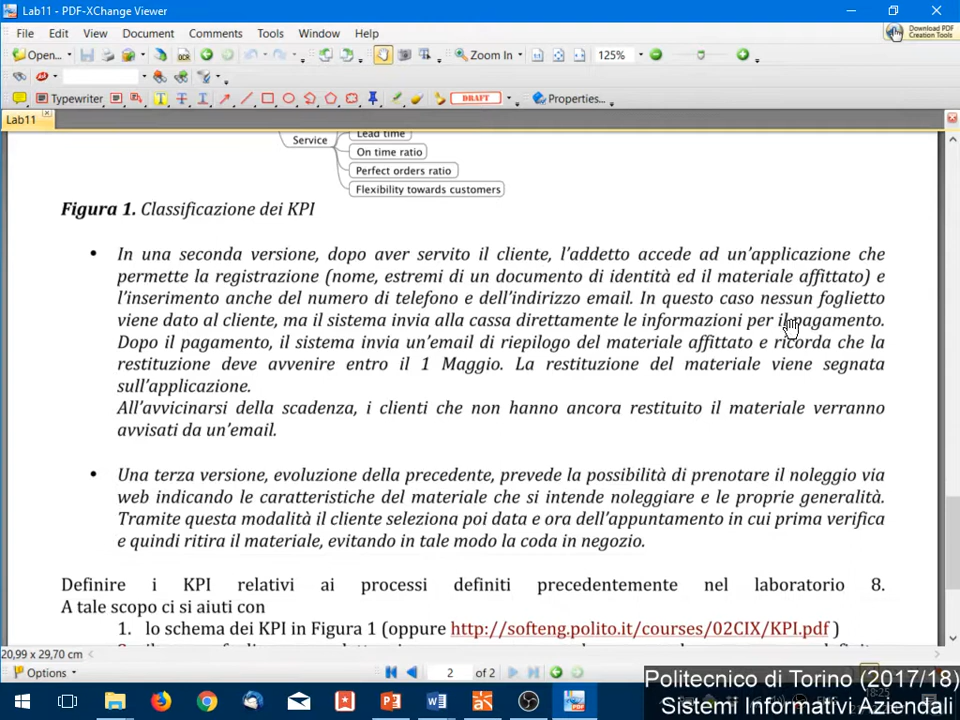 Lab11 - PDF-XChange Viewer
File Edit View Document Comments Tools Window Help
Download PDF Creation Tools
Open... Zoom In 125%
Typewriter DRAFT Properties...
Lab11
Lead time
Service
On time ratio
Perfect orders ratio
Flexibility towards customers
Figura 1. Classificazione dei KPI
• In una seconda versione, dopo aver servito il cliente, l’addetto accede ad un’applicazione che
permette la registrazione (nome, estremi di un documento di identità ed il materiale affittato) e
l’inserimento anche del numero di telefono e dell’indirizzo email. In questo caso nessun foglietto
viene dato al cliente, ma il sistema invia alla cassa direttamente le informazioni per il pagamento.
Dopo il pagamento, il sistema invia un’email di riepilogo del materiale affittato e ricorda che la
restituzione deve avvenire entro il 1 Maggio. La restituzione del materiale viene segnata
sull’applicazione.
All’avvicinarsi della scadenza, i clienti che non hanno ancora restituito il materiale verranno
avvisati da un’email.
• Una terza versione, evoluzione della precedente, prevede la possibilità di prenotare il noleggio via
web indicando le caratteristiche del materiale che si intende noleggiare e le proprie generalità.
Tramite questa modalità il cliente seleziona poi data e ora dell’appuntamento in cui prima verifica
e quindi ritira il materiale, evitando in tale modo la coda in negozio.
Definire i KPI relativi ai processi definiti precedentemente nel laboratorio 8.
A tale scopo ci si aiuti con
1. lo schema dei KPI in Figura 1 (oppure http://softeng.polito.it/courses/02CIX/KPI.pdf )
20,99 x 29,70 cm
Options 2 of 2
Politecnico di Torino (2017/18)
Sistemi Informativi Aziendali